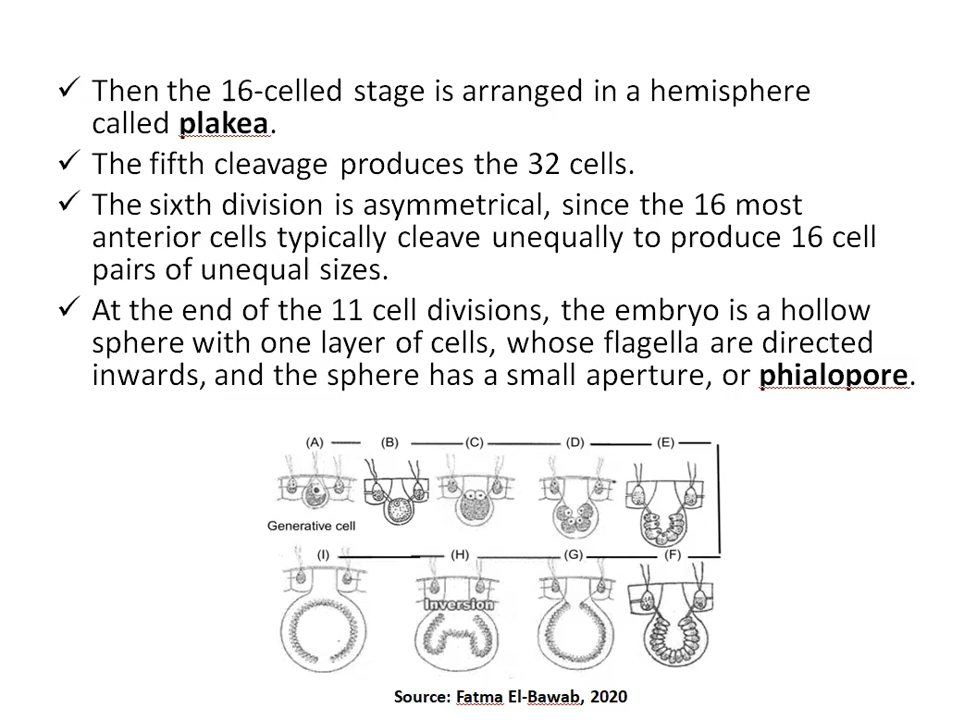 ✓ Then the 16-celled stage is arranged in a hemisphere
called plakea.
✓ The fifth cleavage produces the 32 cells.
✓ The sixth division is asymmetrical, since the 16 most
anterior cells typically cleave unequally to produce 16 cell
pairs of unequal sizes.
✓ At the end of the 11 cell divisions, the embryo is a hollow
sphere with one layer of cells, whose flagella are directed
inwards, and the sphere has a small aperture, or phialopore.
(A) (B) (C) (D) (E)
Generative cell
(I) (H) (G) (F)
Inversion
Source: Fatma El-Bawab, 2020